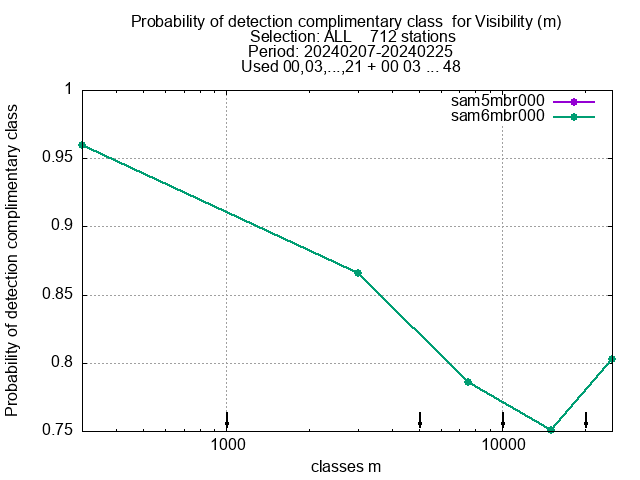 Probability of detection complimentary class  for Visibility (m)
Selection: ALL    712 stations
Period: 20240207-20240225
Used 00,03,...,21 + 00 03 ... 48
sam5mbr000
sam6mbr000
Probability of detection complimentary class
1
0.95
0.9
0.85
0.8
0.75
1000
10000
classes m